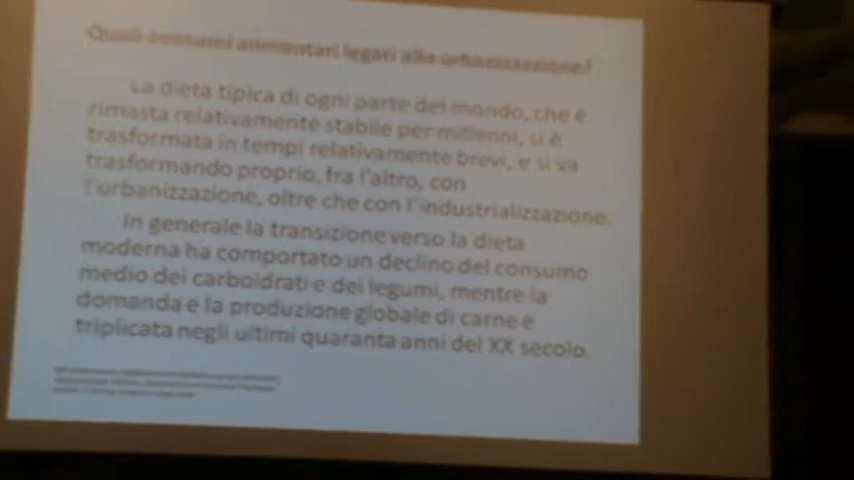 Quali consumi alimentari legati alla urbanizzazione?
La dieta tipica di ogni parte del mondo, che è
rimasta relativamente stabile per millenni, si è
trasformata in tempi relativamente brevi, e si va
trasformando proprio, fra l'altro, con
l'urbanizzazione, oltre che con l'industrializzazione.
In generale la transizione verso la dieta
moderna ha comportato un declino del consumo
medio dei carboidrati e dei legumi, mentre la
domanda e la produzione globale di carne è
triplicata negli ultimi quaranta anni del XX secolo.